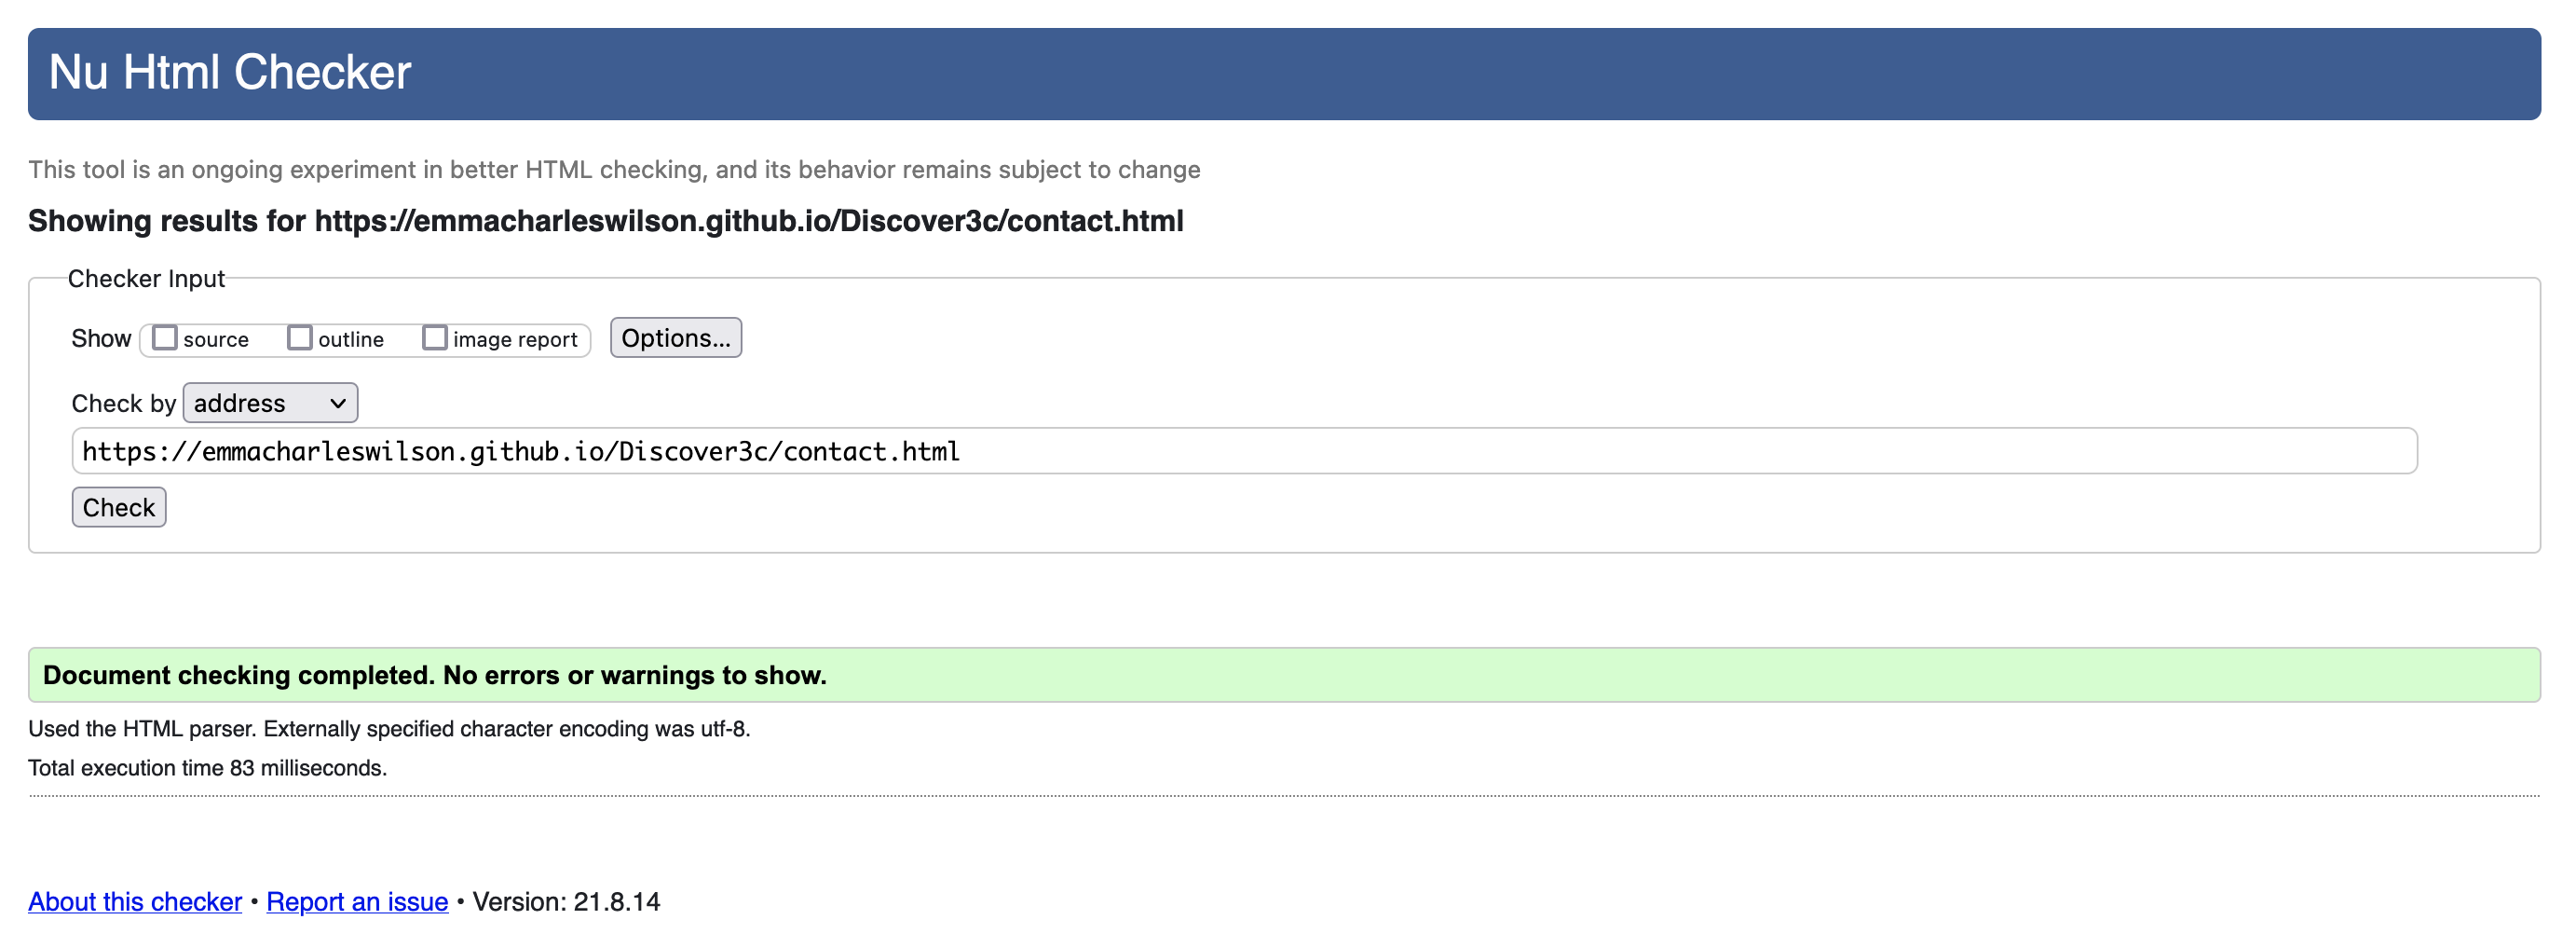 Nu Html Checker
This tool is an ongoing experiment in better HTML checking, and its behavior remains subject to change
Showing results for https://emmacharleswilson.github.io/Discover3c/contact.html
Checker Input
Show source outline image report Options...
Check by address
https://emmacharleswilson.github.io/Discover3c/contact.html
Check
Document checking completed. No errors or warnings to show.
Used the HTML parser. Externally specified character encoding was utf-8.
Total execution time 83 milliseconds.
About this checker • Report an issue • Version: 21.8.14